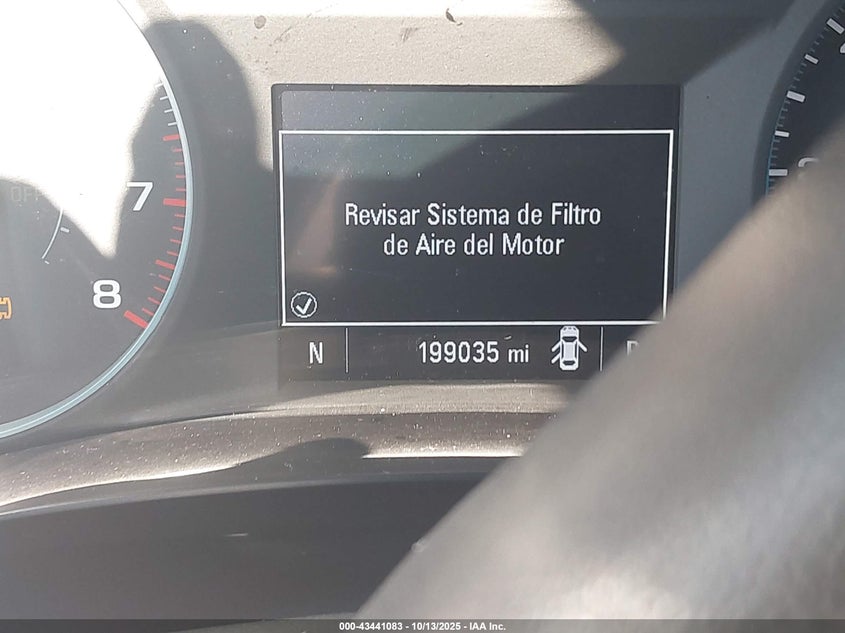 7
8
Revisar Sistema de Filtro
de Aire del Motor
N
199035 mi
000-43441083 - 10/13/2025 - IAA Inc.